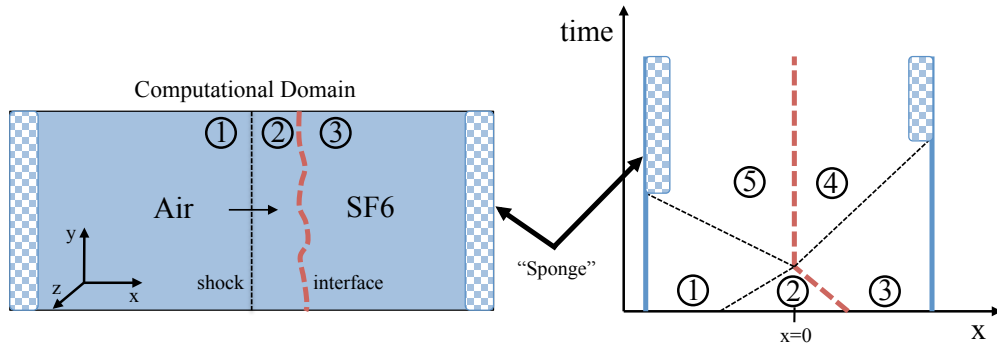 Computational Domain
① ② ③
Air
SF6
y
x
z
shock
interface
"Sponge"
time
⑤ ④
① ② ③
x=0
x